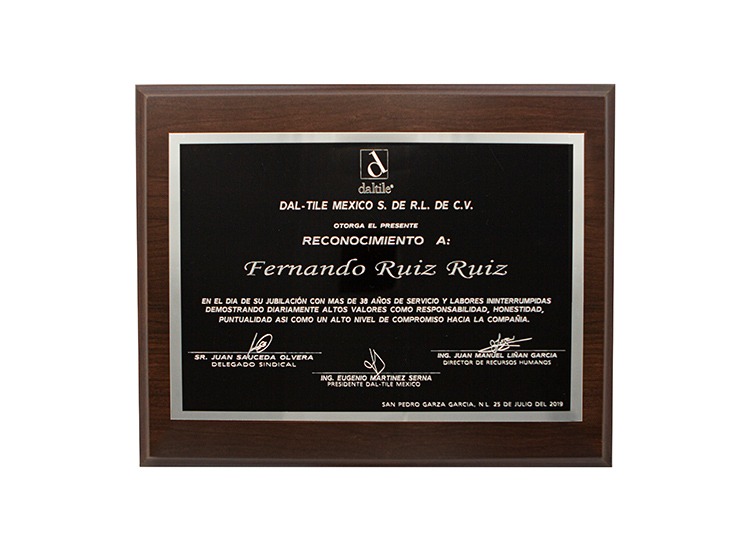 d
daltile®
DAL-TILE MEXICO S. DE R.L. DE C.V.
OTORGA EL PRESENTE
RECONOCIMIENTO A:
Fernando Ruiz Ruiz
EN EL DIA DE SU JUBILACIÓN CON MAS DE 38 AÑOS DE SERVICIO Y LABORES ININTERRUMPIDAS
DEMOSTRANDO DIARIAMENTE ALTOS VALORES COMO RESPONSABILIDAD, HONESTIDAD,
PUNTUALIDAD ASI COMO UN ALTO NIVEL DE COMPROMISO HACIA LA COMPAÑIA.
SR. JUAN SAUCEDA OLVERA
DELEGADO SINDICAL
ING. JUAN MANUEL LIÑAN GARCIA
DIRECTOR DE RECURSOS HUMANOS
ING. EUGENIO MARTINEZ SERNA
PRESIDENTE DAL-TILE MEXICO
SAN PEDRO GARZA GARCIA, N.L. 25 DE JULIO DEL 2019